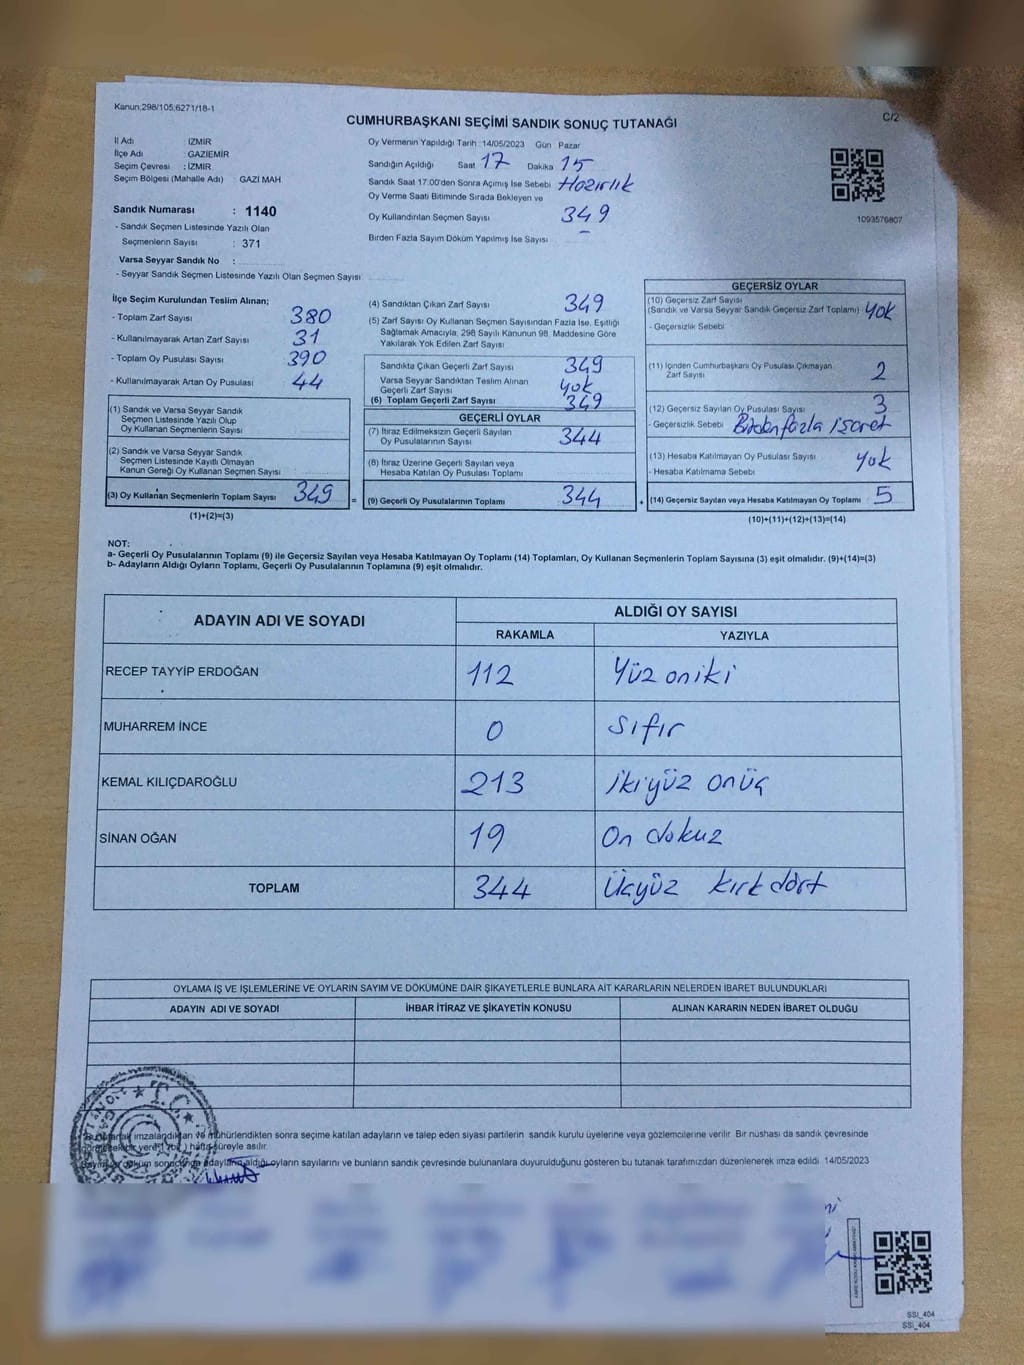 Kanun,298/105,6271/18-1
C/2
CUMHURBAŞKANI SEÇİMİ SANDIK SONUÇ TUTANAĞI
İl Adı : İZMİR
İlçe Adı : GAZİEMİR
Seçim Çevresi : İZMİR
Seçim Bölgesi (Mahalle Adı) : GAZİ MAH
Sandık Numarası : 1140
- Sandık Seçmen Listesinde Yazılı Olan
Seçmenlerin Sayısı : 371
Varsa Seyyar Sandık No :
- Seyyar Sandık Seçmen Listesinde Yazılı Olan Seçmen Sayısı
Oy Vermenin Yapıldığı Tarih :14/05/2023 Gün Pazar
Sandığın Açıldığı Saat 17 Dakika 15
Sandık Saat 17:00'den Sonra Açımış İse Sebebi Hazırlık
Oy Verme Saati Bitiminde Sırada Bekleyen ve
Oy Kullandırılan Seçmen Sayısı 349
Birden Fazla Sayım Döküm Yapılmış İse Sayısı -
1093576807
İlçe Seçim Kurulundan Teslim Alınan;
- Toplam Zarf Sayısı 380
- Kullanılmayarak Artan Zarf Sayısı 31
- Toplam Oy Pusulası Sayısı 390
- Kullanılmayarak Artan Oy Pusulası 44
(1) Sandık ve Varsa Seyyar Sandık
Seçmen Listesinde Yazılı Olup
Oy Kullanan Seçmenlerin Sayısı
(2) Sandık ve Varsa Seyyar Sandık
Seçmen Listesinde Kayıtlı Olmayan
Kanun Gereği Oy Kullanan Seçmen Sayısı
(3) Oy Kullanan Seçmenlerin Toplam Sayısı 349
(1)+(2)=(3)
=
(4) Sandıktan Çıkan Zarf Sayısı 349
(5) Zarf Sayısı Oy Kullanan Seçmen Sayısından Fazla İse, Eşitliği
Sağlamak Amacıyla, 298 Sayılı Kanunun 98. Maddesine Göre
Yakılarak Yok Edilen Zarf Sayısı
Sandıkta Çıkan Geçerli Zarf Sayısı 349
Varsa Seyyar Sandıktan Teslim Alınan
Geçerli Zarf Sayısı yok
(6) Toplam Geçerli Zarf Sayısı 349
GEÇERLİ OYLAR
(7) İtiraz Edilmeksizin Geçerli Sayılan
Oy Pusulalarının Sayısı 344
(8) İtiraz Üzerine Geçerli Sayılan veya
Hesaba Katılan Oy Pusulası Toplamı
(9) Geçerli Oy Pusulalarının Toplamı 344
+
GEÇERSİZ OYLAR
(10) Geçersiz Zarf Sayısı
(Sandık ve Varsa Seyyar Sandık Geçersiz Zarf Toplamı) yok
- Geçersizlik Sebebi
(11) İçinden Cumhurbaşkanı Oy Pusulası Çıkmayan
Zarf Sayısı 2
(12) Geçersiz Sayılan Oy Pusulası Sayısı 3
- Geçersizlik Sebebi Birden fazla işaret
(13) Hesaba Katılmayan Oy Pusulası Sayısı yok
- Hesaba Katılmama Sebebi
(14) Geçersiz Sayılan veya Hesaba Katılmayan Oy Toplamı : 5
(10)+(11)+(12)+(13)=(14)
NOT:
a- Geçerli Oy Pusulalarının Toplamı (9) ile Geçersiz Sayılan veya Hesaba Katılmayan Oy Toplamı (14) Toplamları, Oy Kullanan Seçmenlerin Toplam Sayısına (3) eşit olmalıdır. (9)+(14)=(3)
b- Adayların Aldığı Oyların Toplamı, Geçerli Oy Pusulalarının Toplamına (9) eşit olmalıdır.
ADAYIN ADI VE SOYADI
ALDIĞI OY SAYISI
RAKAMLA YAZIYLA
RECEP TAYYİP ERDOĞAN 112 Yüz oniki
MUHARREM İNCE 0 Sıfır
KEMAL KILIÇDAROĞLU 213 İkiyüz onüç
SİNAN OĞAN 19 On dokuz
TOPLAM 344 Üçyüz kırk dört
OYLAMA İŞ VE İŞLEMLERİNE VE OYLARIN SAYIM VE DÖKÜMÜNE DAİR ŞİKAYETLERLE BUNLARA AİT KARARLARIN NELERDEN İBARET BULUNDUKLARI
ADAYIN ADI VE SOYADI İHBAR İTİRAZ VE ŞİKAYETİN KONUSU ALINAN KARARIN NEDEN İBARET OLDUĞU
imzalandıktan ve mühürlendikten sonra seçime katılan adayların ve talep eden siyasi partilerin sandık kurulu üyelerine veya gözlemcilerine verilir. Bir nüshası da sandık çevresinde
hafta süreyle asılır.
adayların aldığı oyların sayılarını ve bunların sandık çevresinde bulunanlara duyurulduğunu gösteren bu tutanak tarafımızdan düzenlenerek imza edildi 14/05/2023
SSİ_404
SSİ_404